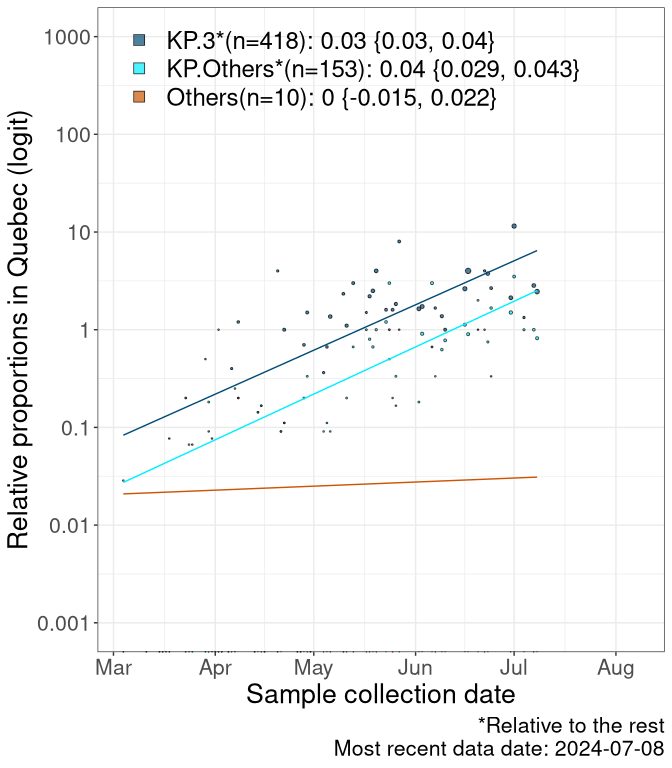 KP.3*(n=418): 0.03 {0.03, 0.04}
KP.Others*(n=153): 0.04 {0.029, 0.043}
Others(n=10): 0 {-0.015, 0.022}
Relative proportions in Quebec (logit)
1000
100
10
1
0.1
0.01
0.001
Mar Apr May Jun Jul Aug
Sample collection date
*Relative to the rest
Most recent data date: 2024-07-08